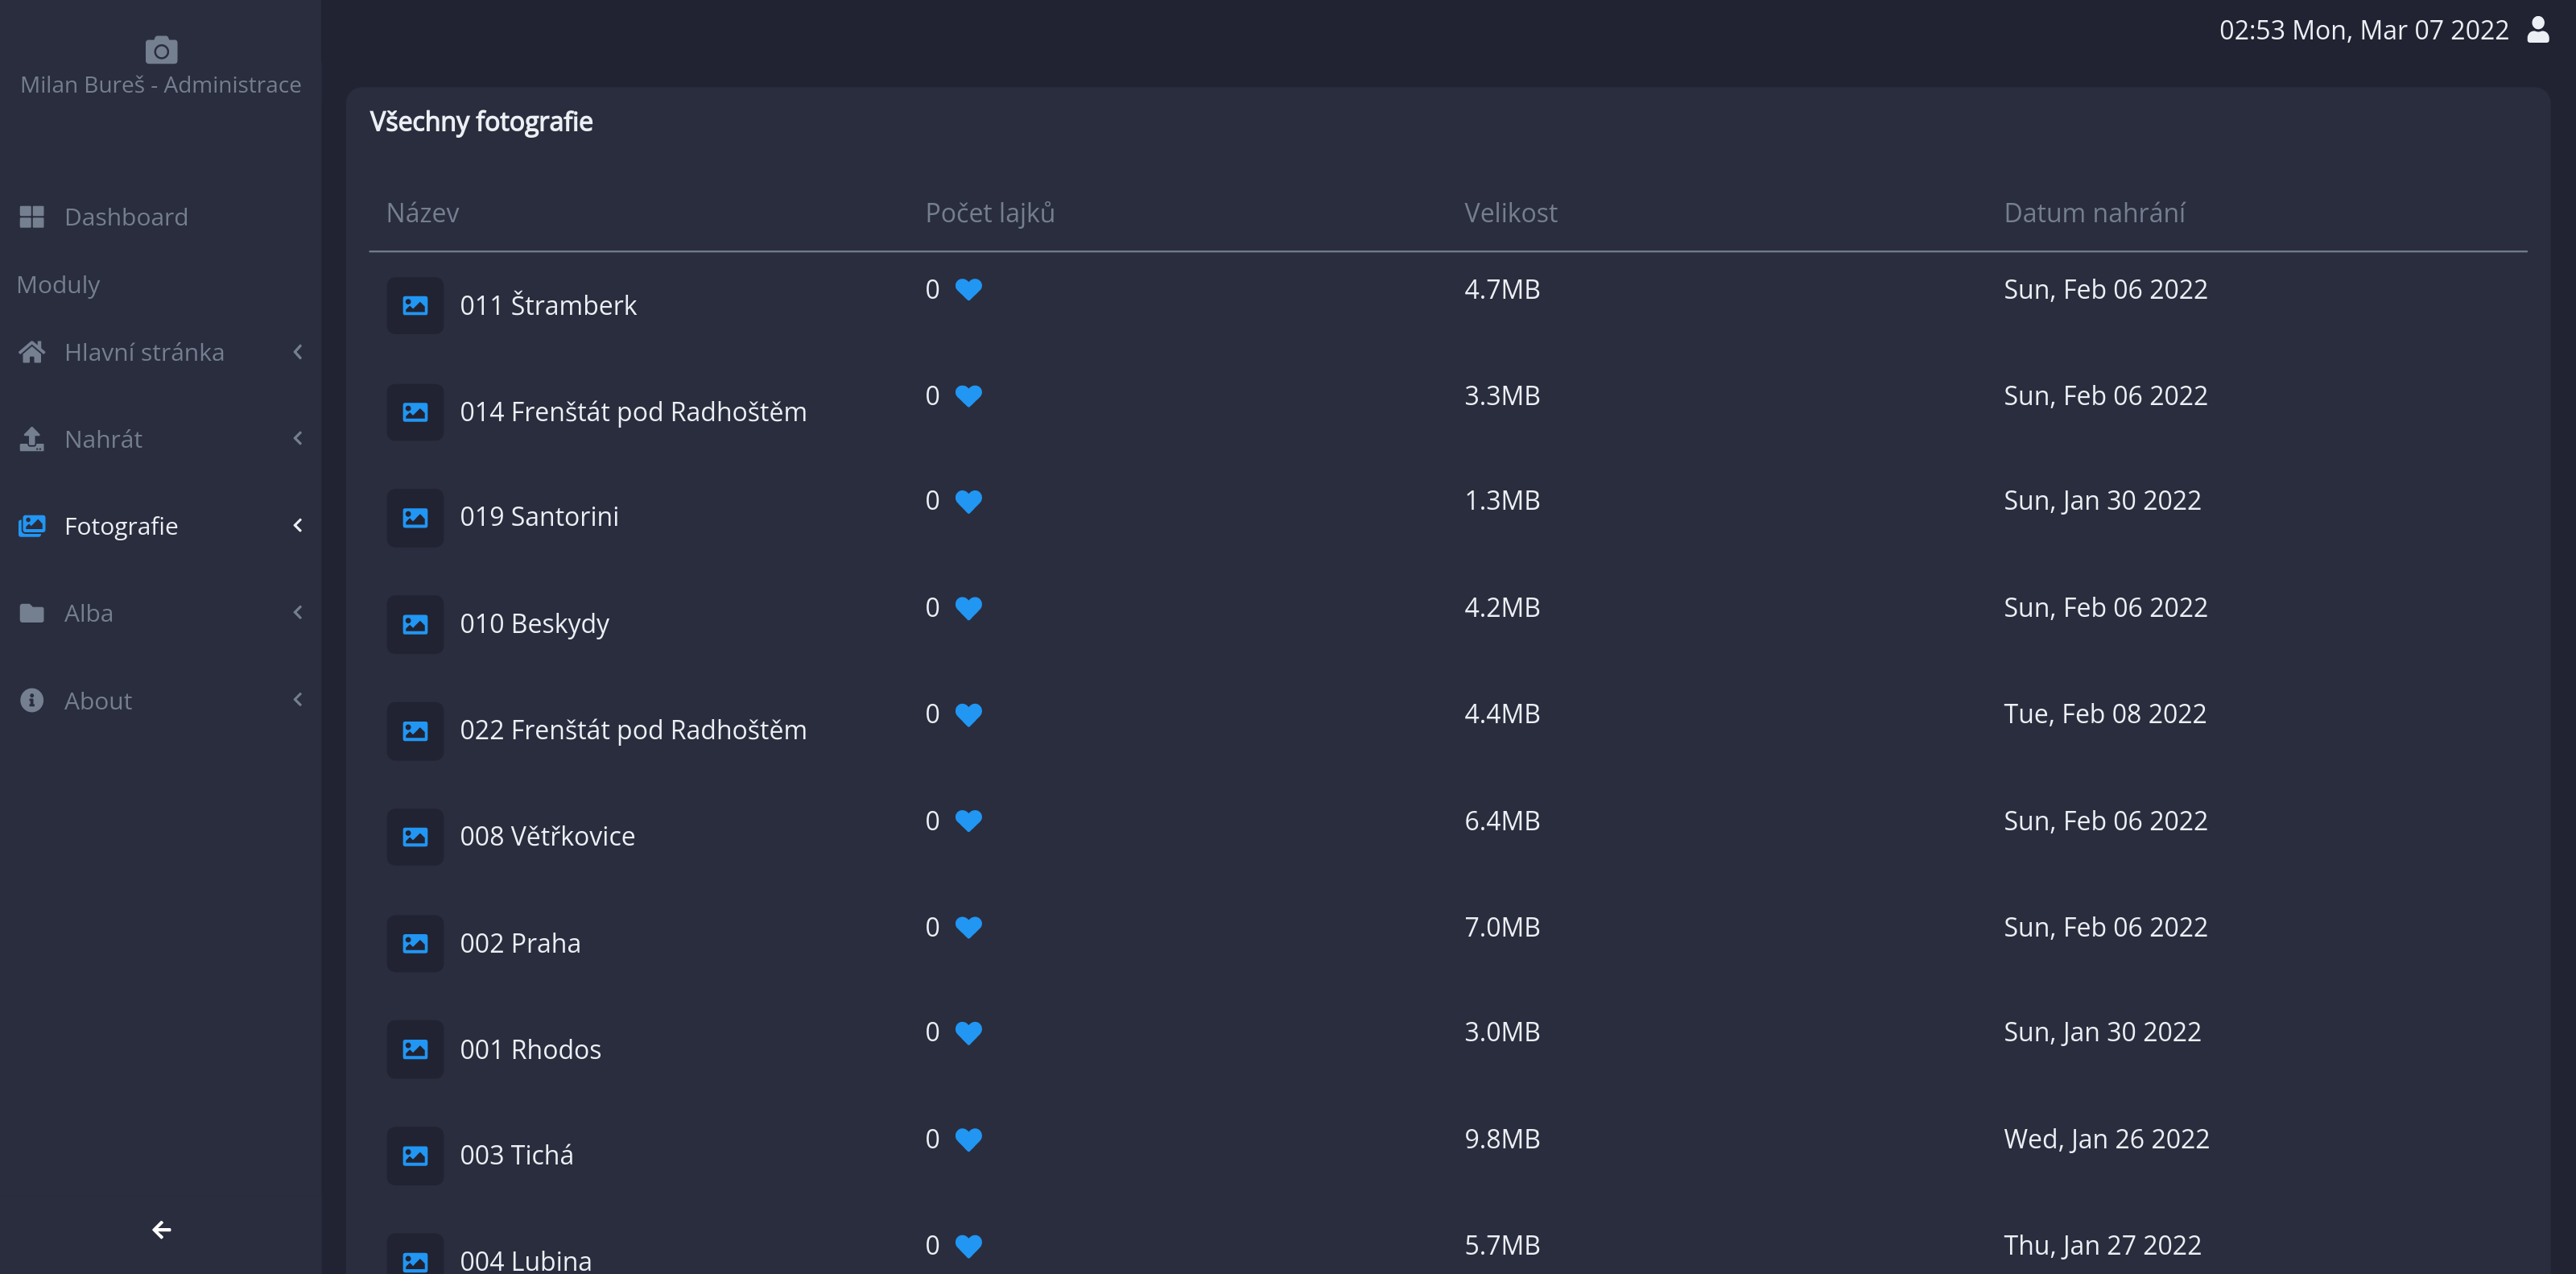 02:53 Mon, Mar 07 2022
Milan Bureš - Administrace
Dashboard
Moduly
Hlavní stránka
Nahrát
Fotografie
Alba
About
Všechny fotografie
Název Počet lajků Velikost Datum nahrání
011 Štramberk 0 4.7MB Sun, Feb 06 2022
014 Frenštát pod Radhoštěm 0 3.3MB Sun, Feb 06 2022
019 Santorini 0 1.3MB Sun, Jan 30 2022
010 Beskydy 0 4.2MB Sun, Feb 06 2022
022 Frenštát pod Radhoštěm 0 4.4MB Tue, Feb 08 2022
008 Větřkovice 0 6.4MB Sun, Feb 06 2022
002 Praha 0 7.0MB Sun, Feb 06 2022
001 Rhodos 0 3.0MB Sun, Jan 30 2022
003 Tichá 0 9.8MB Wed, Jan 26 2022
004 Lubina 0 5.7MB Thu, Jan 27 2022